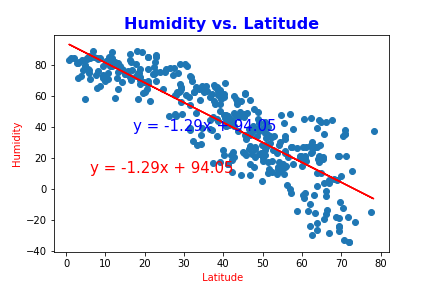 Humidity vs. Latitude
80
60
40
20
0
−20
−40
Humidity
y = -1.29x + 94.05
y = -1.29x + 94.05
0 10 20 30 40 50 60 70 80
Latitude